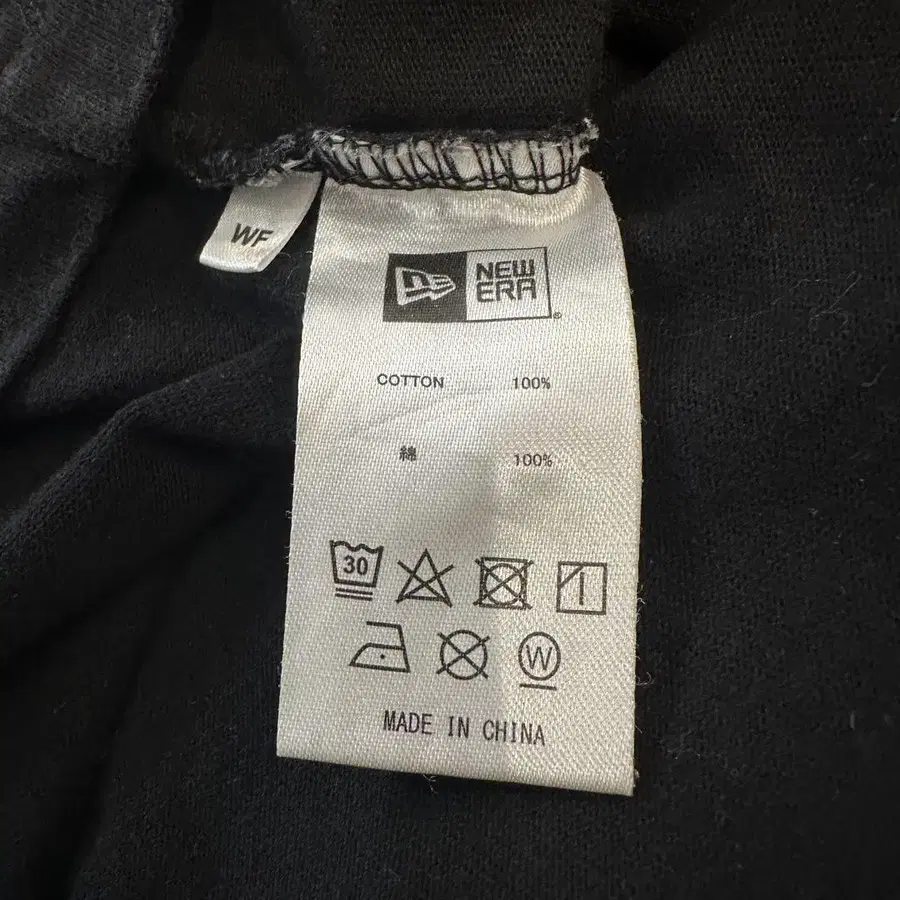 WF
NEW
ERA
COTTON 100%
綿 100%
30
W
MADE IN CHINA